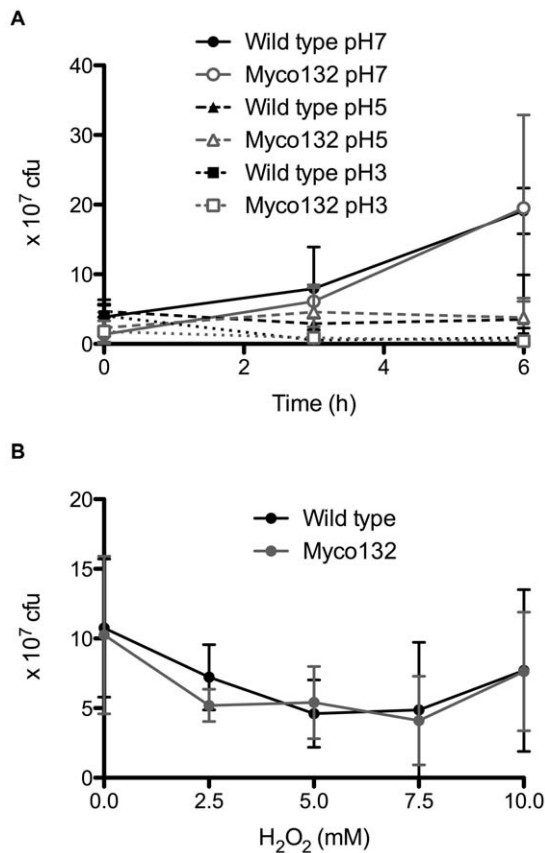 A
Wild type pH7
Myco132 pH7
Wild type pH5
Myco132 pH5
Wild type pH3
Myco132 pH3
40
30
20
10
0
x 10⁷ cfu
0 2 4 6
Time (h)
B
Wild type
Myco132
20
15
10
5
0
x 10⁷ cfu
0.0 2.5 5.0 7.5 10.0
H₂O₂ (mM)